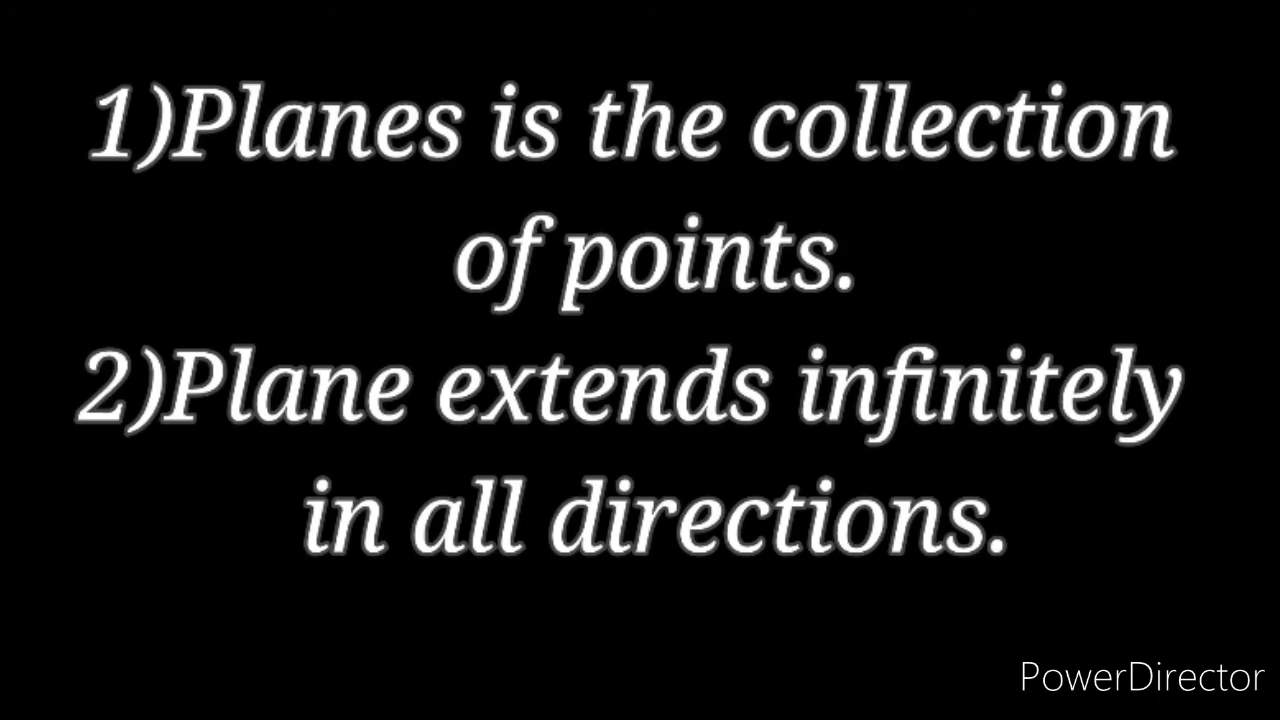 1)Planes is the collection
of points.
2)Plane extends infinitely
in all directions.
PowerDirector